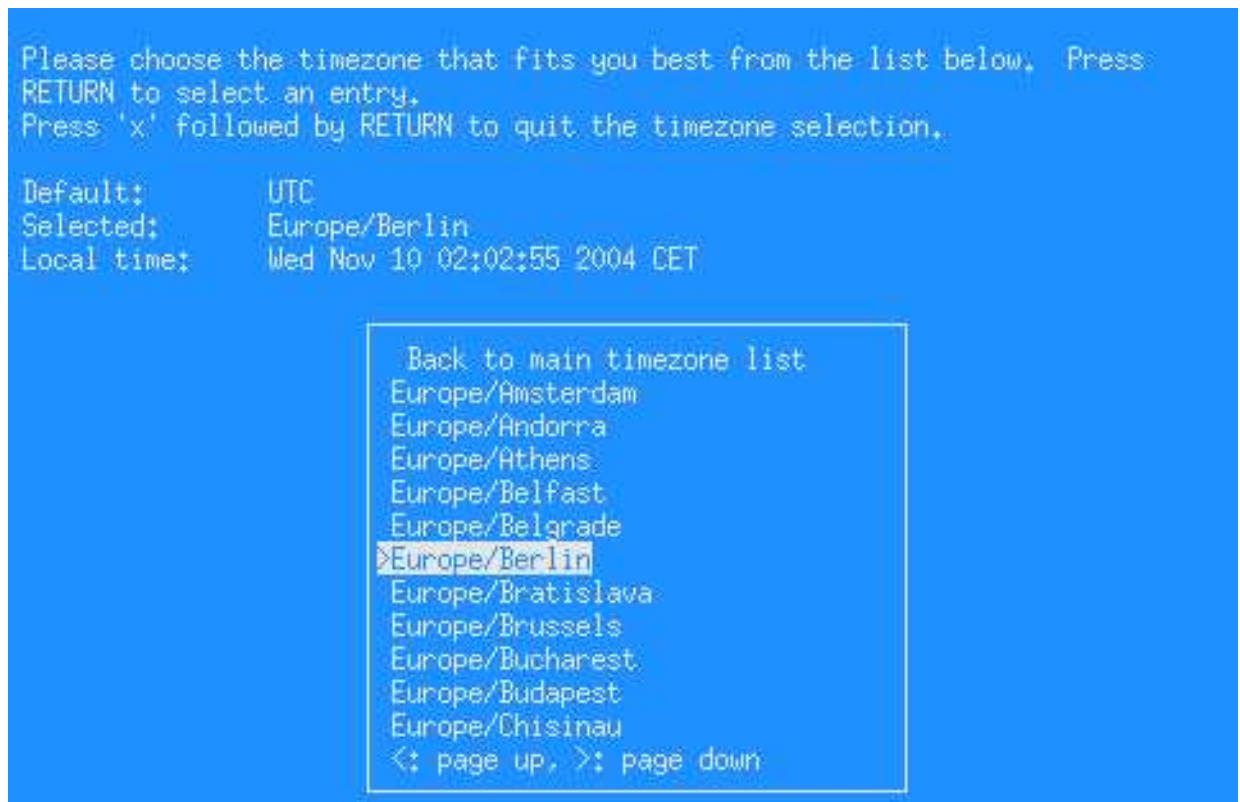 Please choose the timezone that fits you best from the list below.  Press
RETURN to select an entry.
Press 'x' followed by RETURN to quit the timezone selection.
Default:        UTC
Selected:       Europe/Berlin
Local time:     Wed Nov 10 02:02:55 2004 CET
Back to main timezone list
Europe/Amsterdam
Europe/Andorra
Europe/Athens
Europe/Belfast
Europe/Belgrade
>Europe/Berlin
Europe/Bratislava
Europe/Brussels
Europe/Bucharest
Europe/Budapest
Europe/Chisinau
<: page up, >: page down